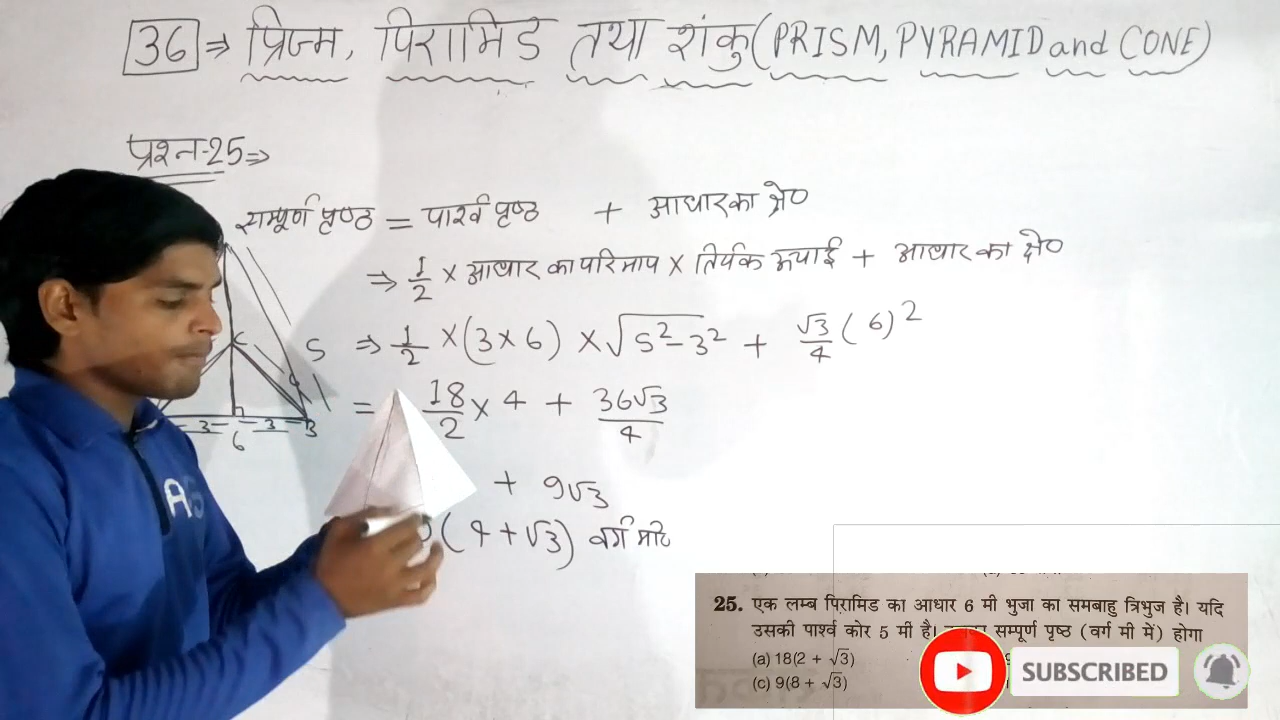 36 ⇒ प्रिज्म, पिरामिड तथा शंकु (PRISM, PYRAMID and CONE)
प्रश्न-25 ⇒
सम्पूर्ण पृष्ठ = पार्श्व पृष्ठ + आधार का क्षे०
⇒ 1/2 × आधार का परिमाप × तिर्यक ऊंचाई + आधार का क्षे०
⇒ 1/2 × (3×6) × √5²-3² + √3/4 (6)²
= 18/2 × 4 + 36√3/4
+ 9√3
(4+√3) वर्ग मी०
C
5
3 3 B
6
A
25. एक लम्ब पिरामिड का आधार 6 मी भुजा का समबाहु त्रिभुज है। यदि
उसकी पार्श्व कोर 5 मी है। सम्पूर्ण पृष्ठ (वर्ग मी में) होगा
(a) 18(2 + √3)
(c) 9(8 + √3)
SUBSCRIBED